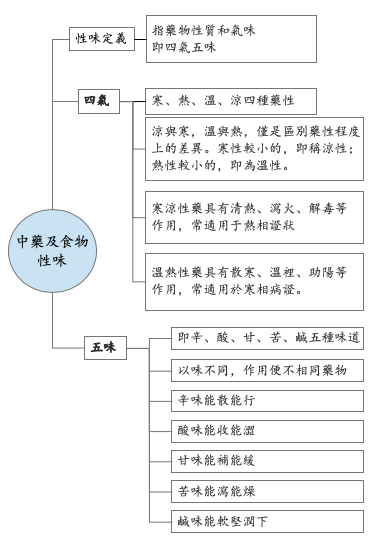 中藥及食物
性味
性味定義
指藥物性質和氣味
即四氣五味
四氣
寒、熱、溫、涼四種藥性
涼與寒，溫與熱，僅是區別藥性程度
上的差異。寒性較小的，即稱涼性；
熱性較小的，即為溫性。
寒涼性藥具有清熱、瀉火、解毒等
作用，常適用于熱相證狀
溫熱性藥具有散寒、溫裡、助陽等
作用，常適用於寒相病證。
五味
即辛、酸、甘、苦、鹹五種味道
以味不同，作用便不相同藥物
辛味能散能行
酸味能收能澀
甘味能補能緩
苦味能瀉能燥
鹹味能軟堅潤下